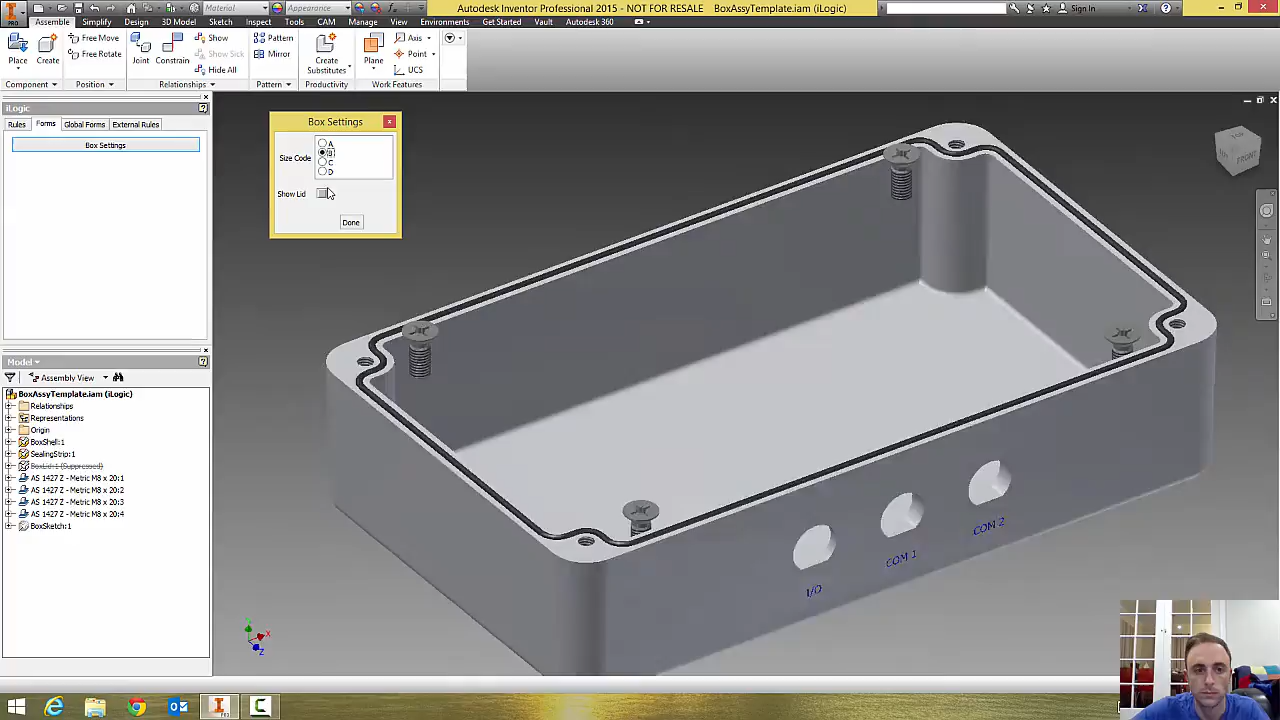 Material
Appearance
Autodesk Inventor Professional 2015 - NOT FOR RESALE BoxAssyTemplate.iam (iLogic)
Sign In
PRO
Assemble Simplify Design 3D Model Sketch Inspect Tools CAM Manage View Environments Get Started Vault Autodesk 360
Place
Create
Free Move
Free Rotate
Joint
Constrain
Show
Show Sick
Hide All
Pattern
Mirror
Create
Substitutes
Plane
Axis
Point
UCS
Component
Position
Relationships
Pattern
Productivity
Work Features
iLogic
Rules Forms Global Forms External Rules
Box Settings
Box Settings
Size Code
A
B
C
D
Show Lid
Done
TOP
FRONT
Model
Assembly View
BoxAssyTemplate.iam (iLogic)
Relationships
Representations
Origin
BoxShell:1
SealingStrip:1
BoxLid:1 (Suppressed)
AS 1427 Z - Metric M8 x 20:1
AS 1427 Z - Metric M8 x 20:2
AS 1427 Z - Metric M8 x 20:3
AS 1427 Z - Metric M8 x 20:4
BoxSketch:1
I/O
COM 1
COM 2
X
Z
PRO